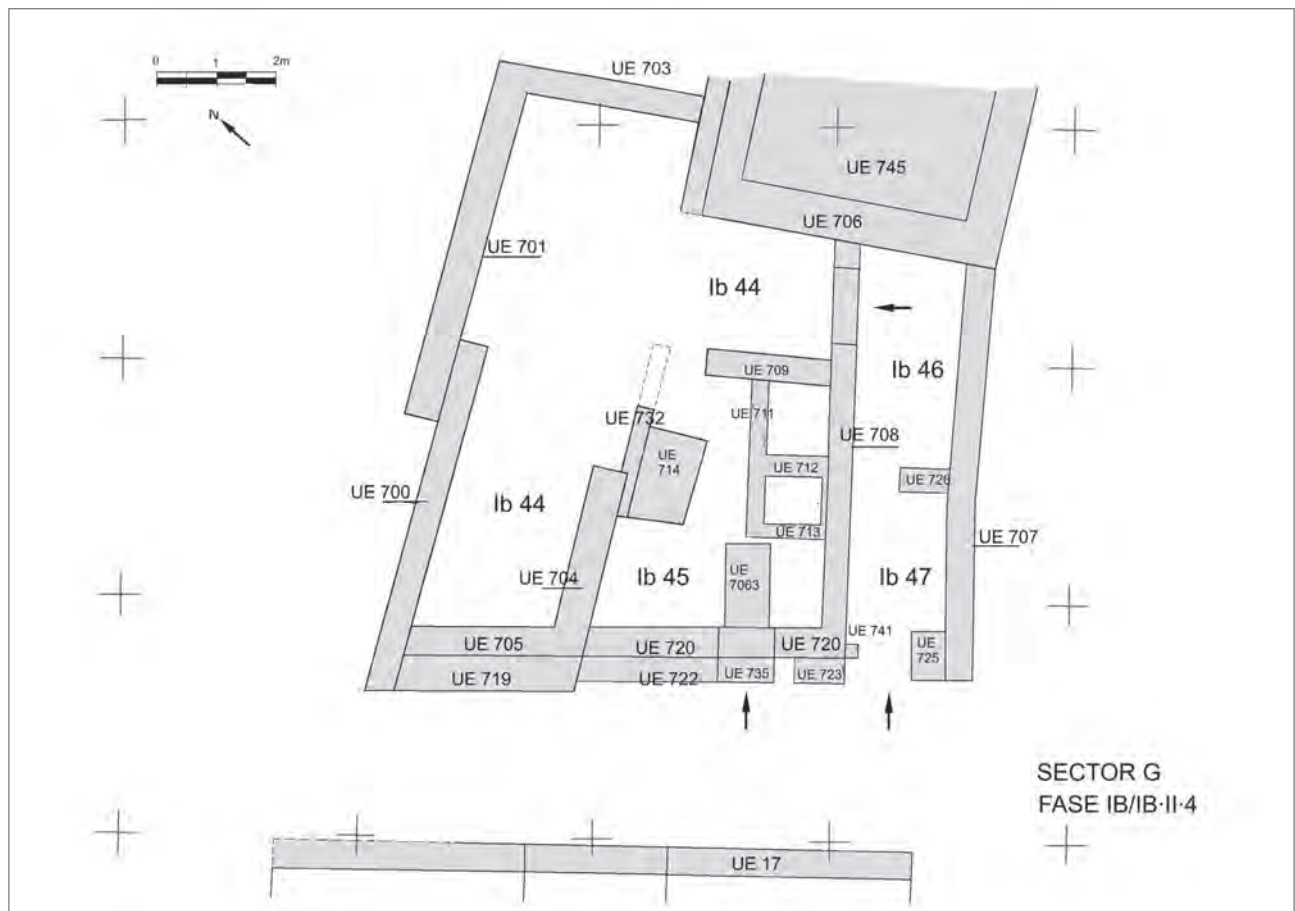 0 1 2m
N
UE 703
UE 745
UE 706
UE 701
Ib 44
UE 709
Ib 46
UE 732
UE 711
UE 708
UE
714
UE 712
UE 726
UE 700
Ib 44
UE 713
UE 707
UE 704
Ib 45
UE
7063
Ib 47
UE 705
UE 720
UE 720
UE 741
UE
725
UE 719
UE 722
UE 735
UE 723
SECTOR G
FASE IB/IB·II·4
UE 17